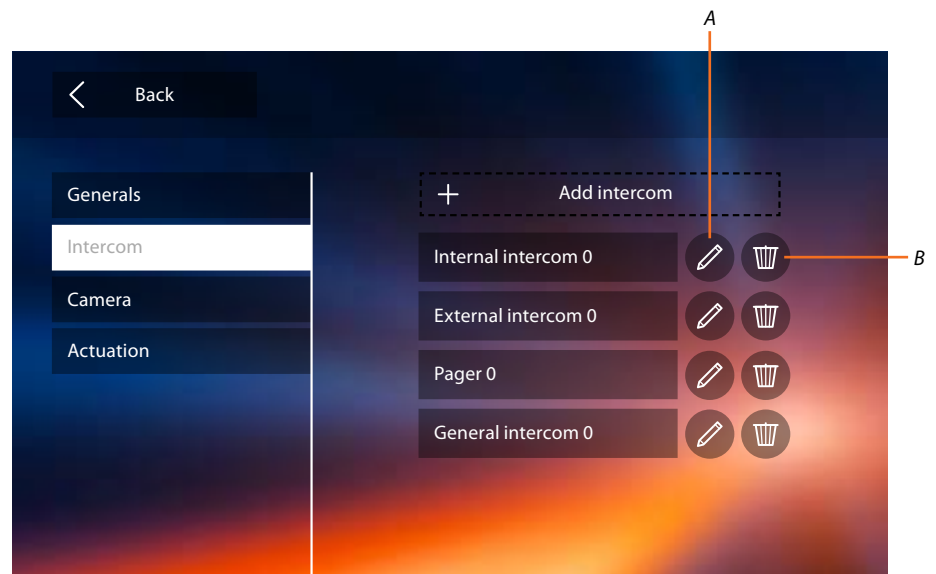 A
Back
Generals
Add intercom
Intercom
Internal intercom 0
B
Camera
External intercom 0
Actuation
Pager 0
General intercom 0